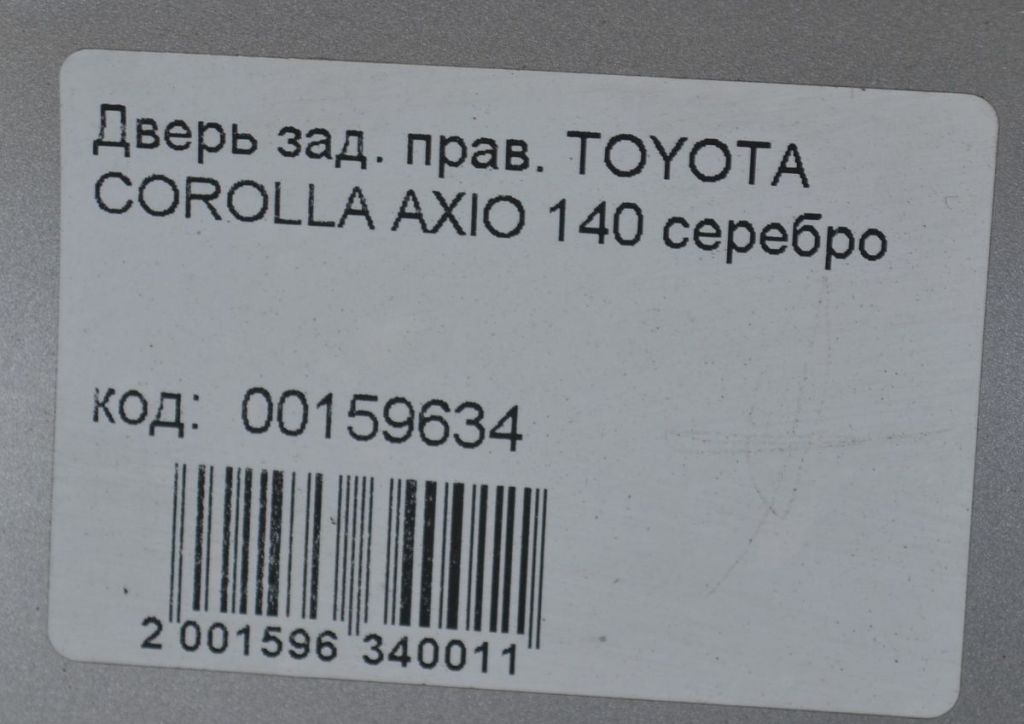 Дверь зад. прав. TOYOTA
COROLLA AXIO 140 серебро
код: 00159634
2 001596 340011